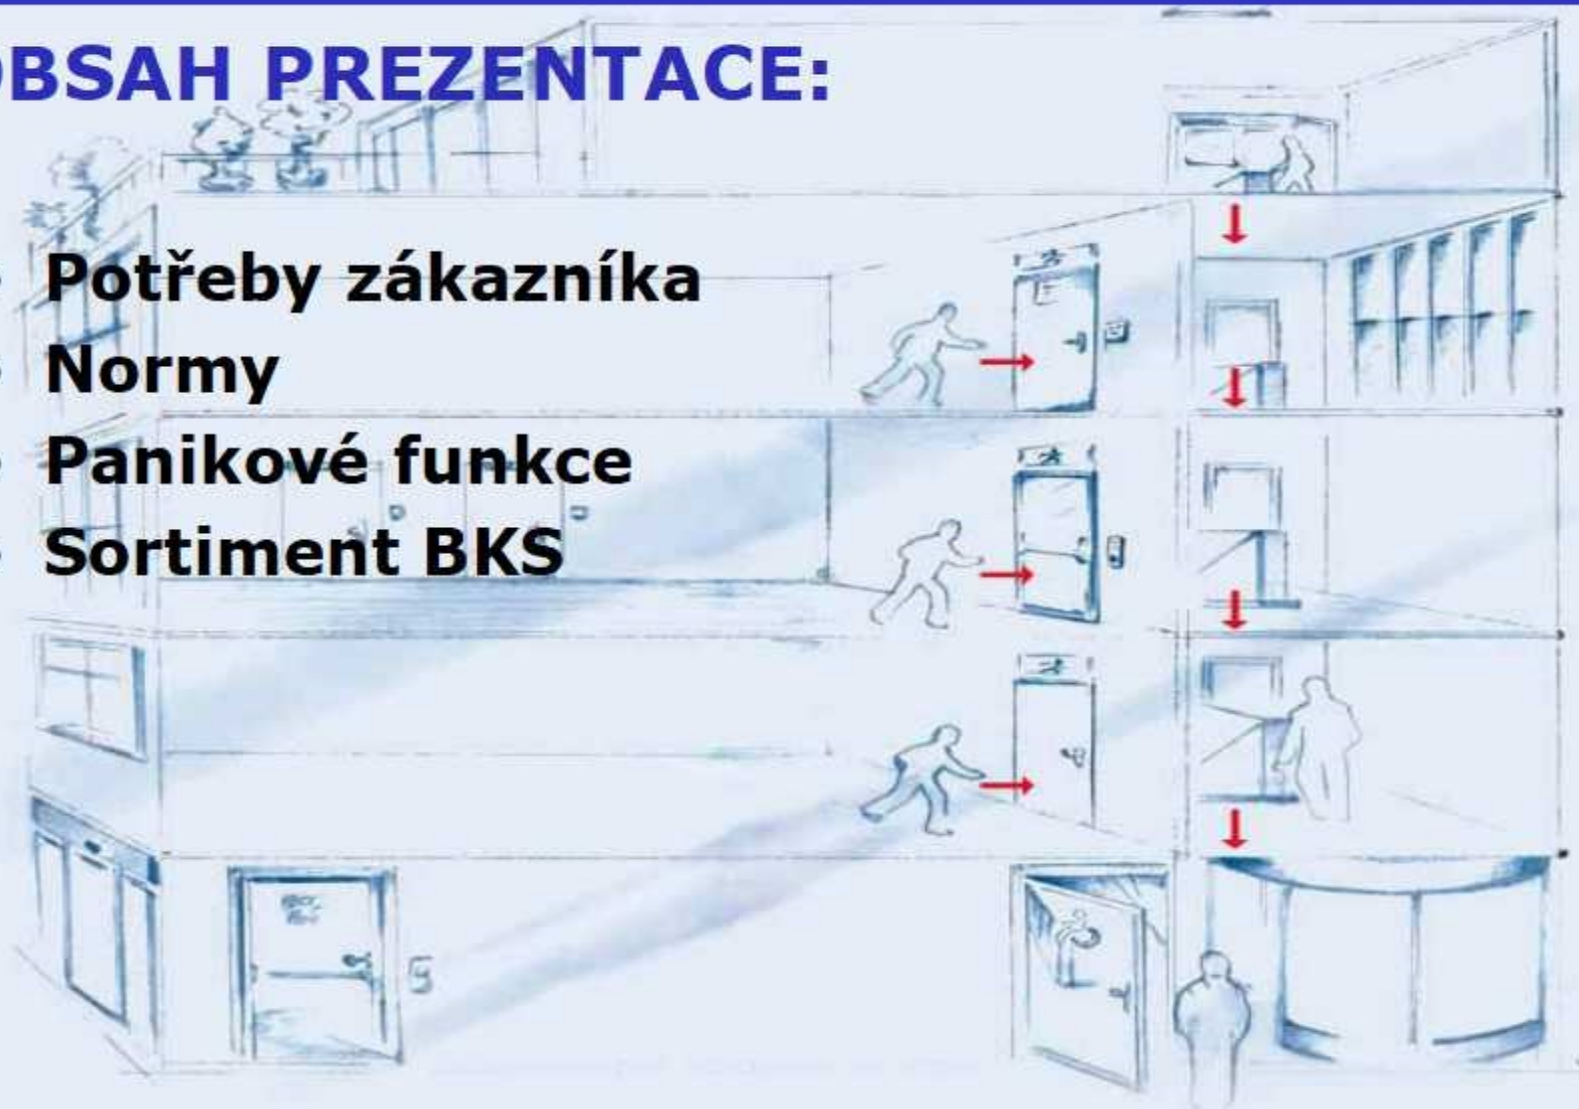 OBSAH PREZENTACE:
• Potřeby zákazníka
• Normy
• Panikové funkce
• Sortiment BKS